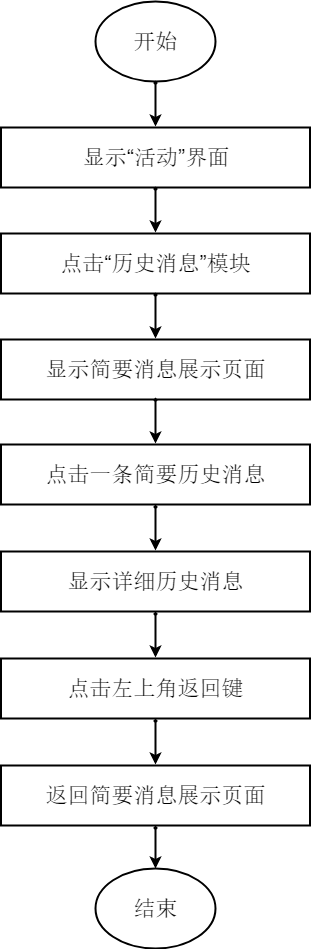 开始
显示“活动”界面
点击“历史消息”模块
显示简要消息展示页面
点击一条简要历史消息
显示详细历史消息
点击左上角返回键
返回简要消息展示页面
结束